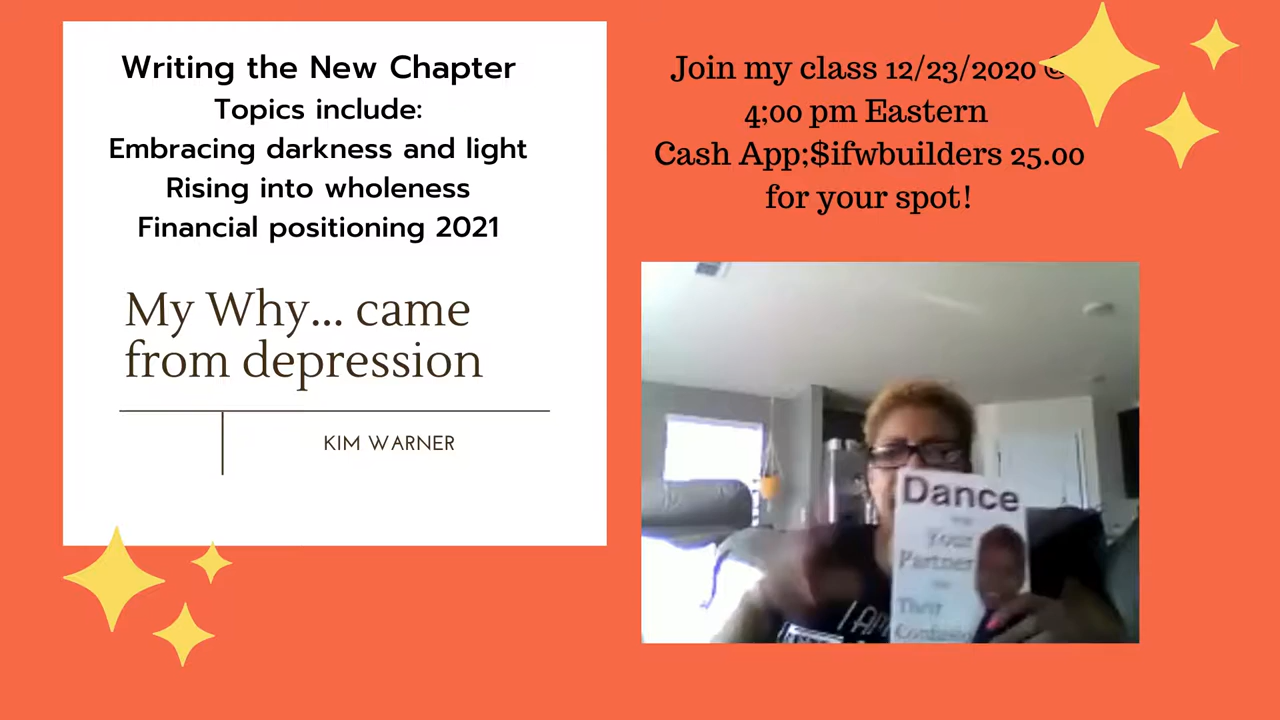 Writing the New Chapter
Topics include:
Embracing darkness and light
Rising into wholeness
Financial positioning 2021
My Why... came
from depression
KIM WARNER
Join my class 12/23/2020 @
4;00 pm Eastern
Cash App;$ifwbuilders 25.00
for your spot!
Dance
Your
Partner
Their
I AM